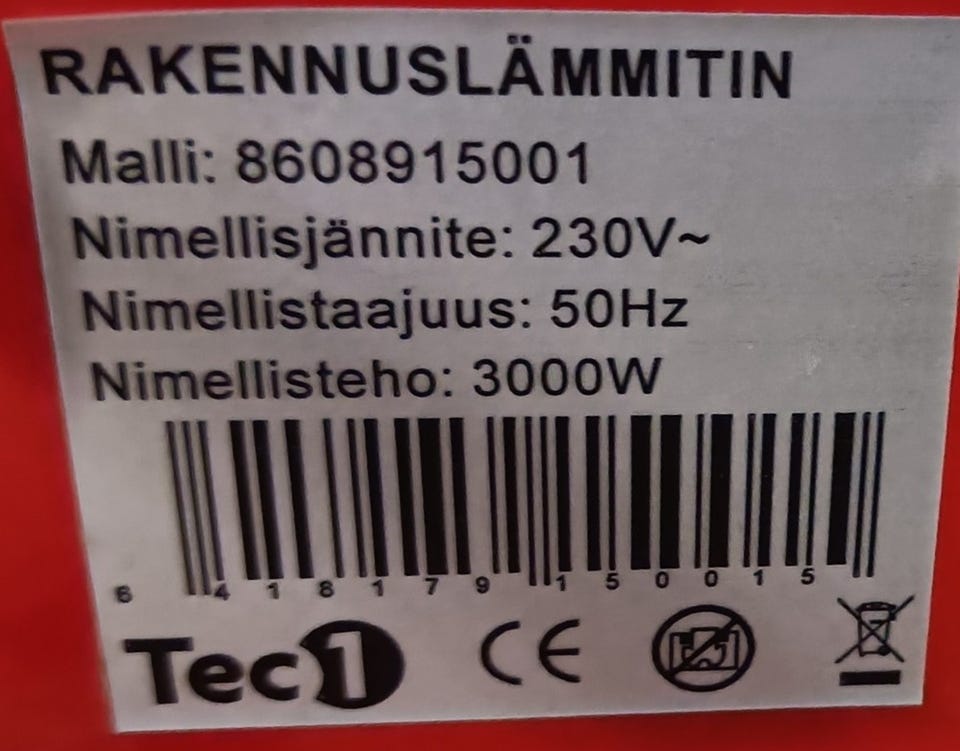 RAKENNUSLÄMMITIN
Malli: 8608915001
Nimellisjännite: 230V~
Nimellistaajuus: 50Hz
Nimellisteho: 3000W
6 418179 150015
Tec1 CE